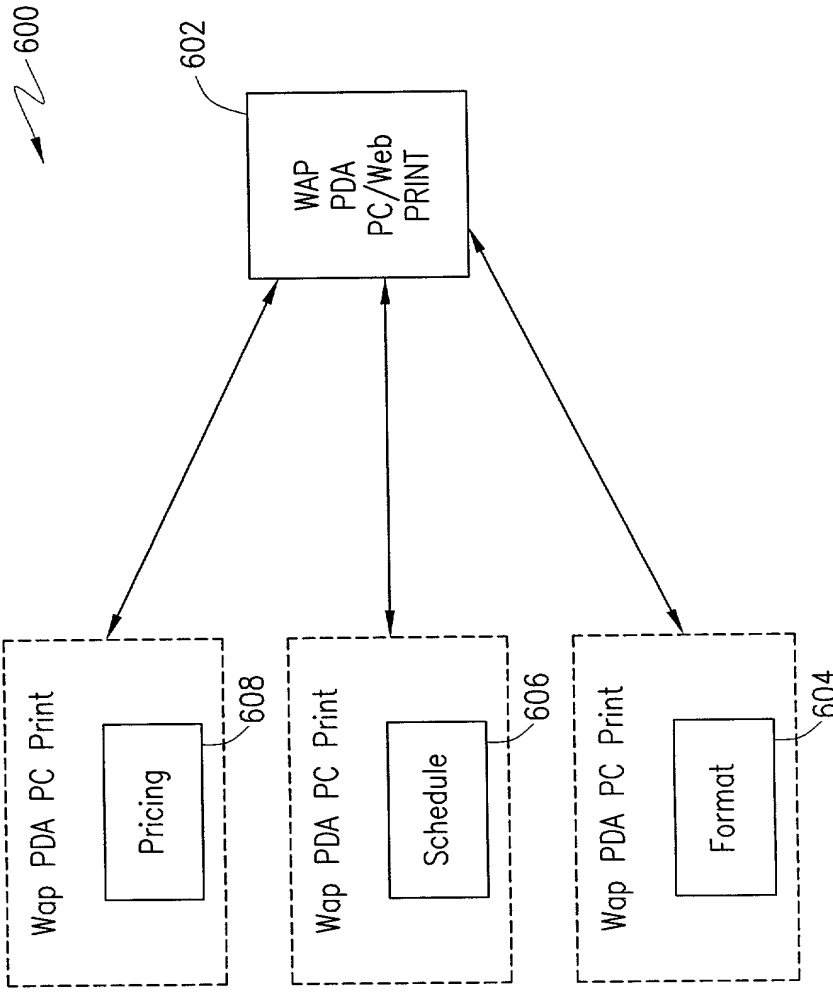 600
602
WAP
PDA
PC/Web
PRINT
Wap PDA PC Print
Pricing
608
Wap PDA PC Print
Schedule
606
Wap PDA PC Print
Format
604